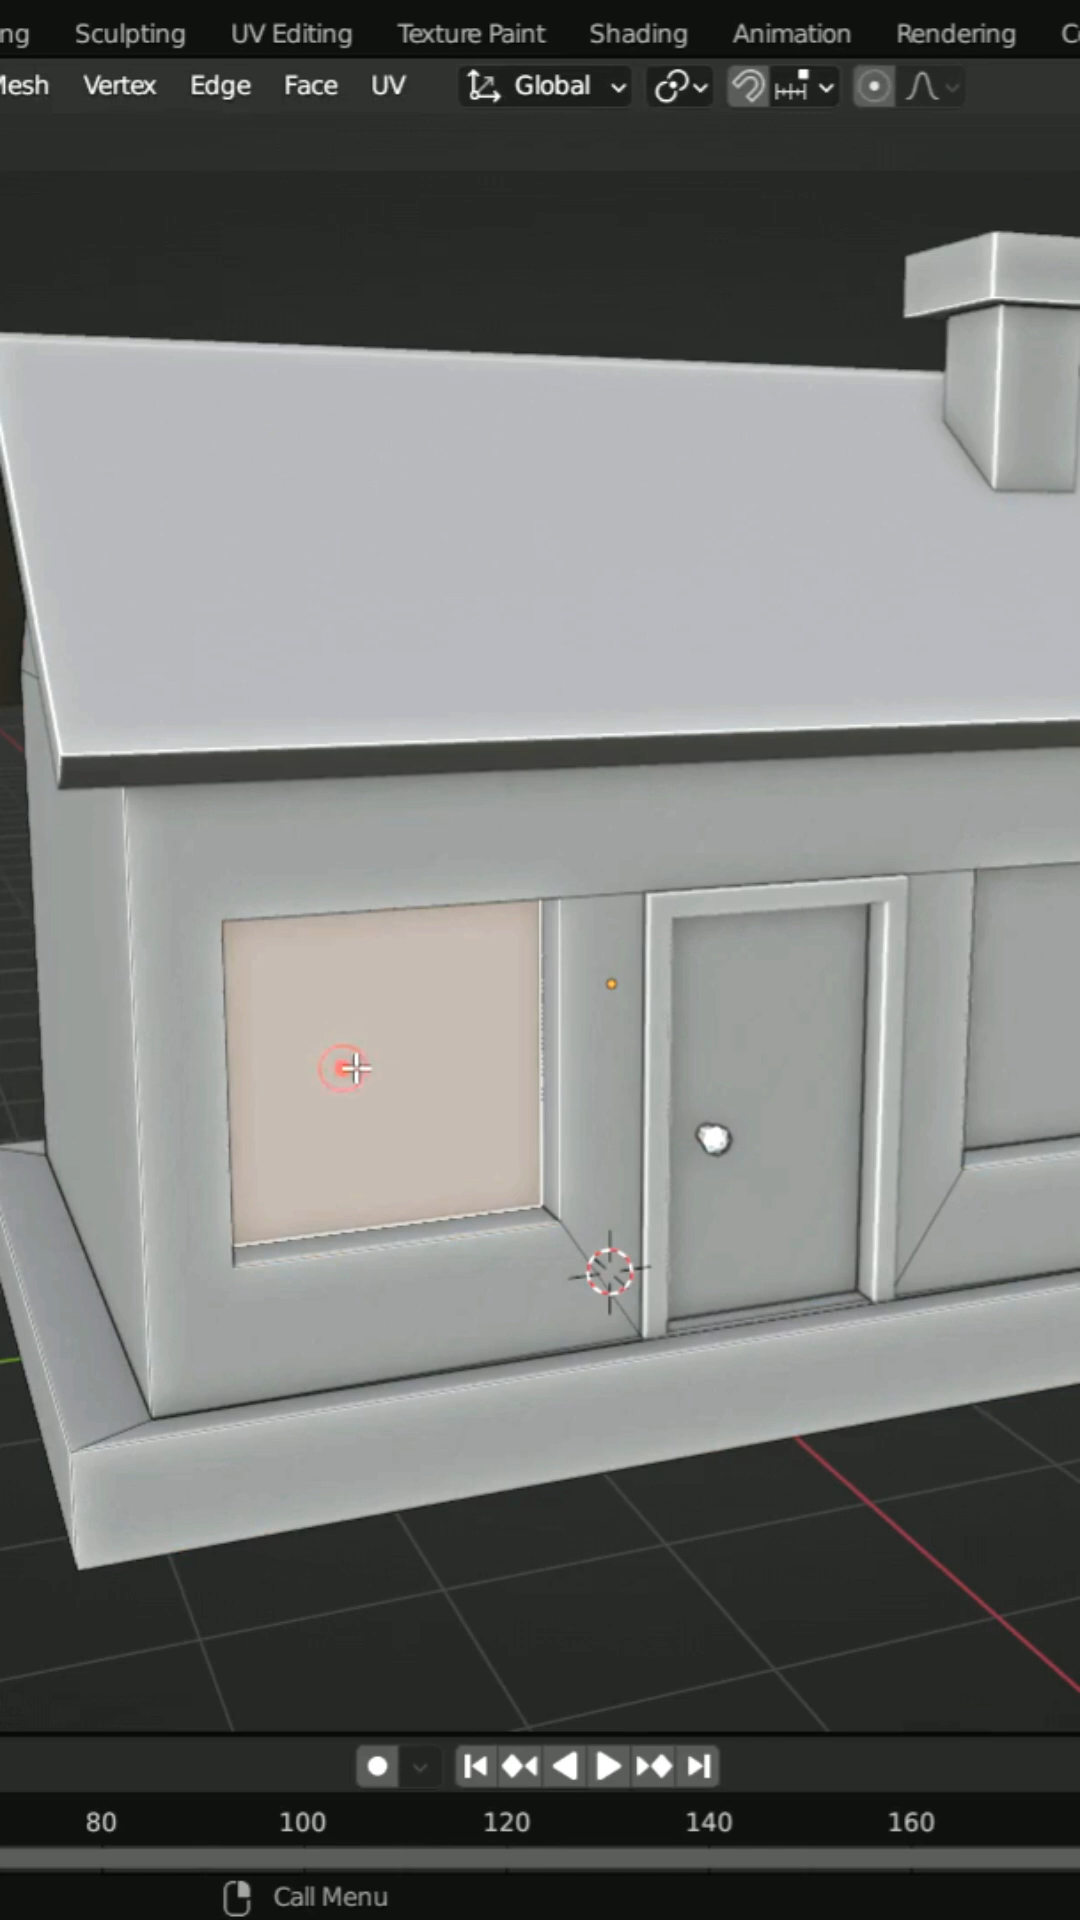 ng Sculpting UV Editing Texture Paint Shading Animation Rendering Co
Mesh Vertex Edge Face UV Global
80 100 120 140 160
Call Menu